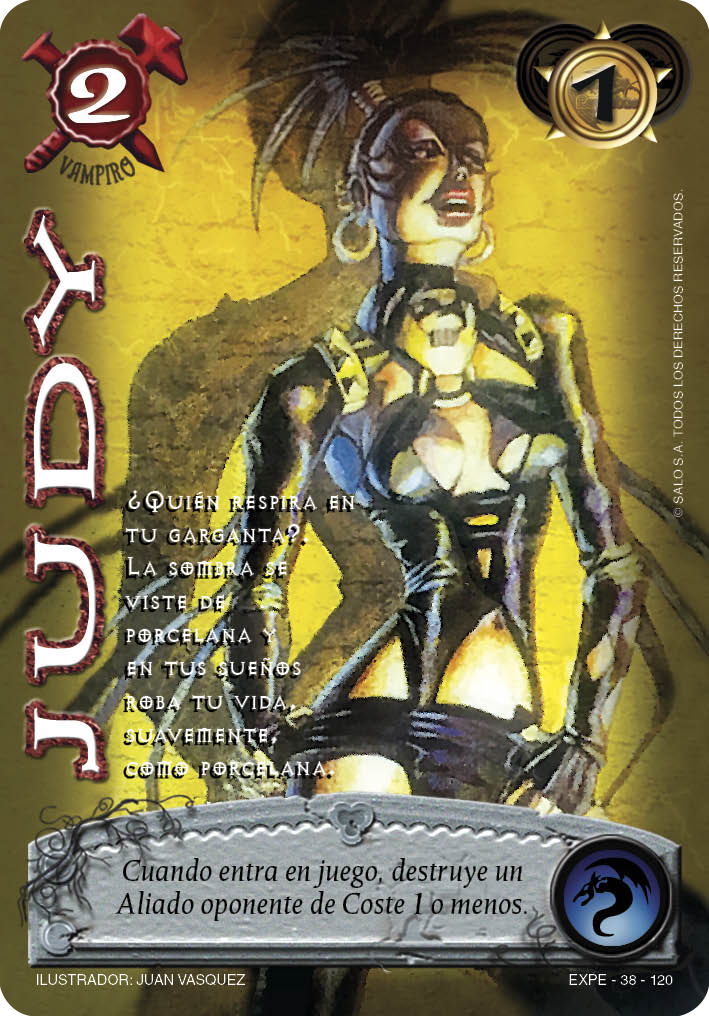 2
VAMPIRO
1
JUDY
¿Quién respira en
tu garganta?.
La sombra se
viste de
porcelana y
en tus sueños
roba tu vida,
suavemente,
como porcelana.
Cuando entra en juego, destruye un
Aliado oponente de Coste 1 o menos.
ILUSTRADOR: JUAN VASQUEZ
EXPE - 38 - 120
© SALO S.A. TODOS LOS DERECHOS RESERVADOS.